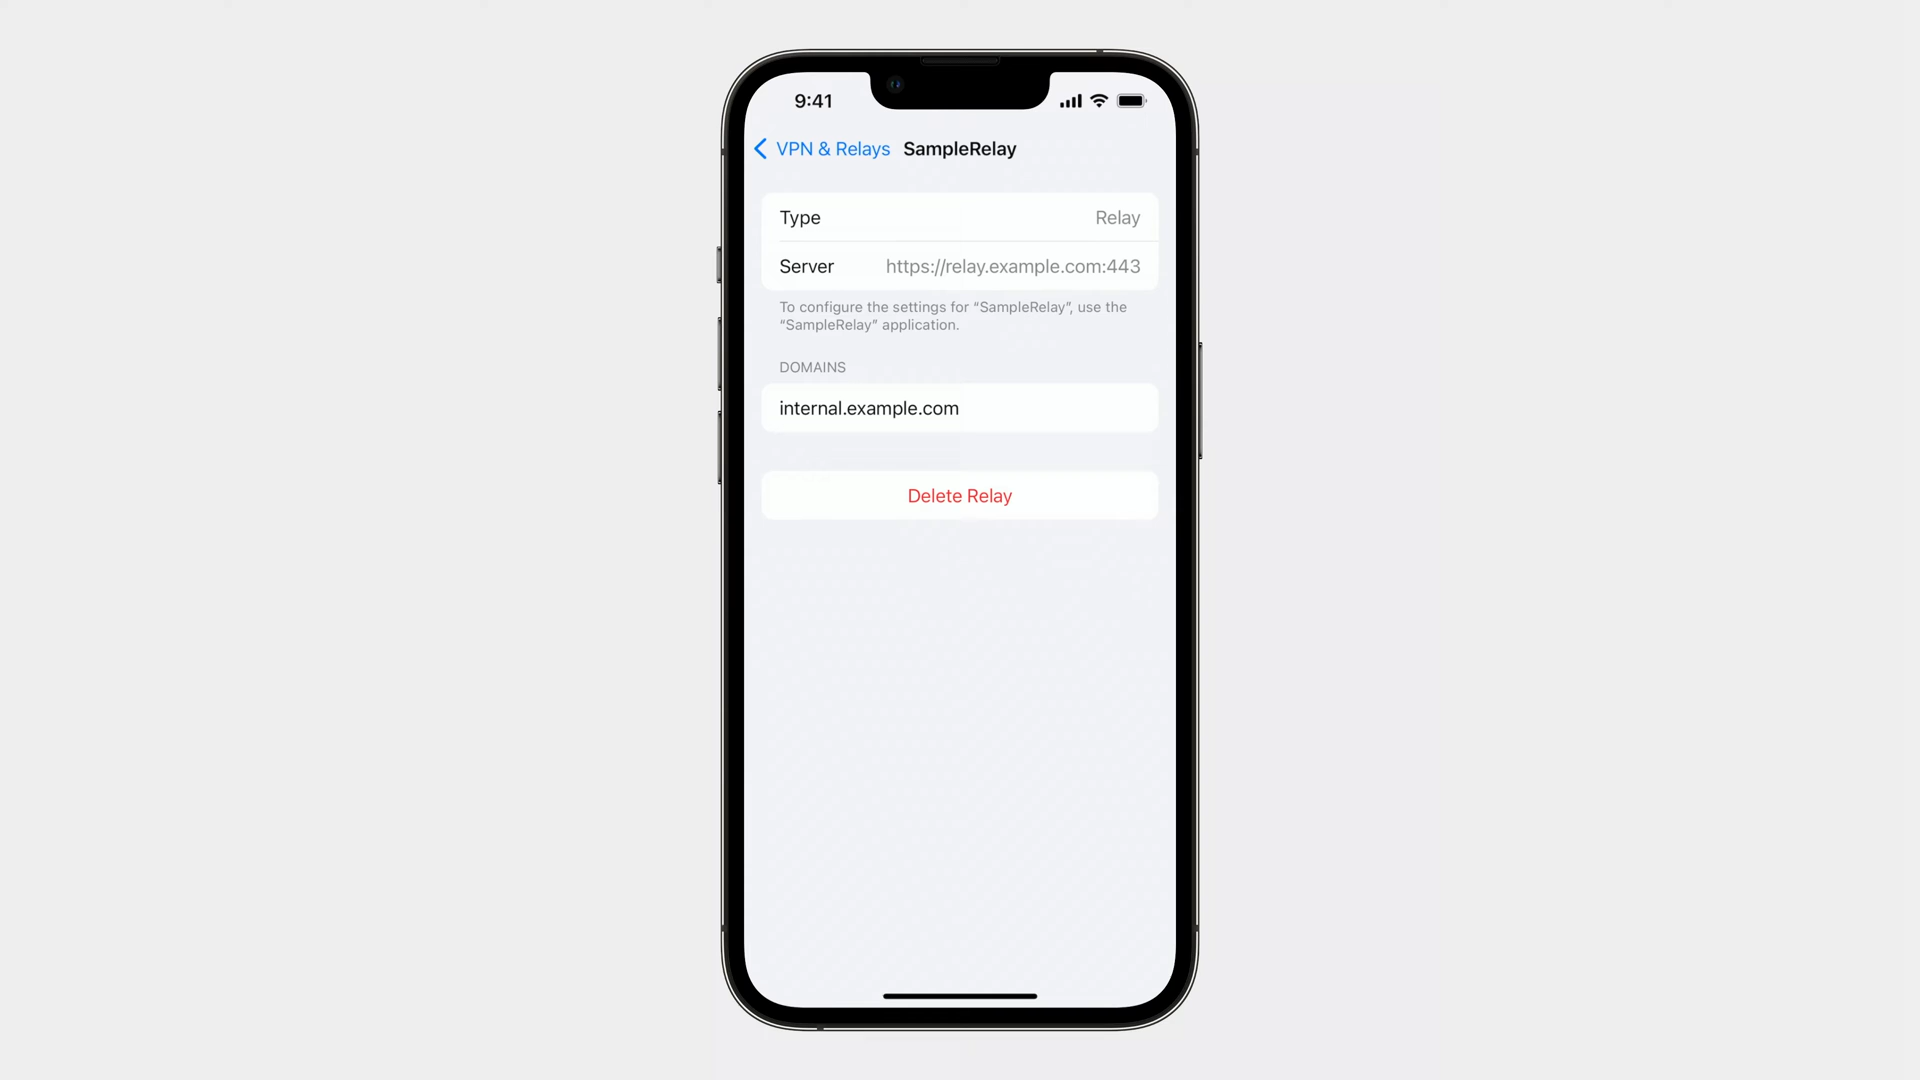 9:41
VPN & Relays SampleRelay
Type Relay
Server https://relay.example.com:443
To configure the settings for “SampleRelay”, use the
“SampleRelay” application.
DOMAINS
internal.example.com
Delete Relay